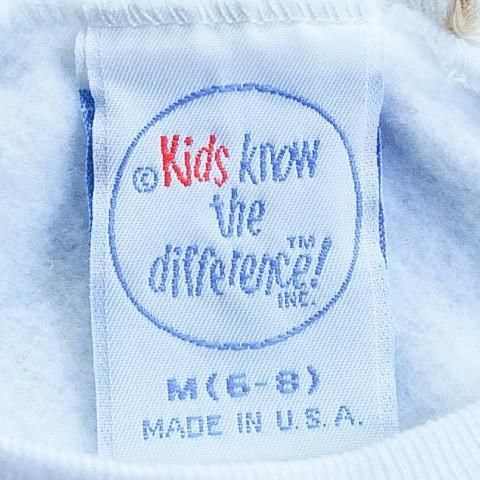 ©Kids know
the
difference!™
INC.
M(6-8)
MADE IN U.S.A.